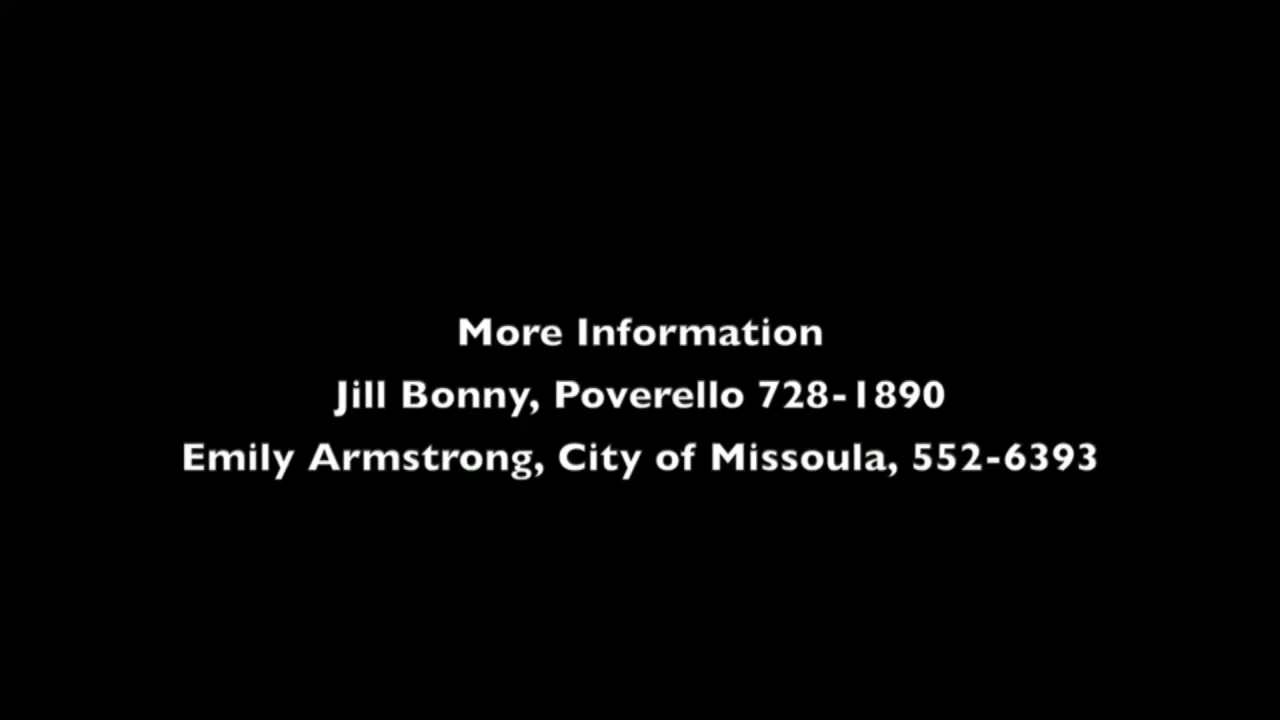 More Information
Jill Bonny, Poverello 728-1890
Emily Armstrong, City of Missoula, 552-6393